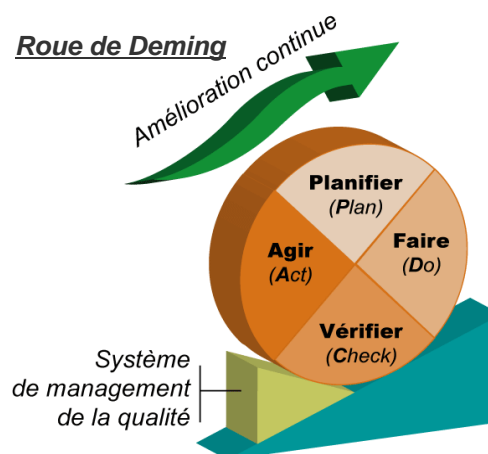 Roue de Deming
Amélioration continue
Planifier
(Plan)
Faire
(Do)
Agir
(Act)
Vérifier
(Check)
Système
de management
de la qualité